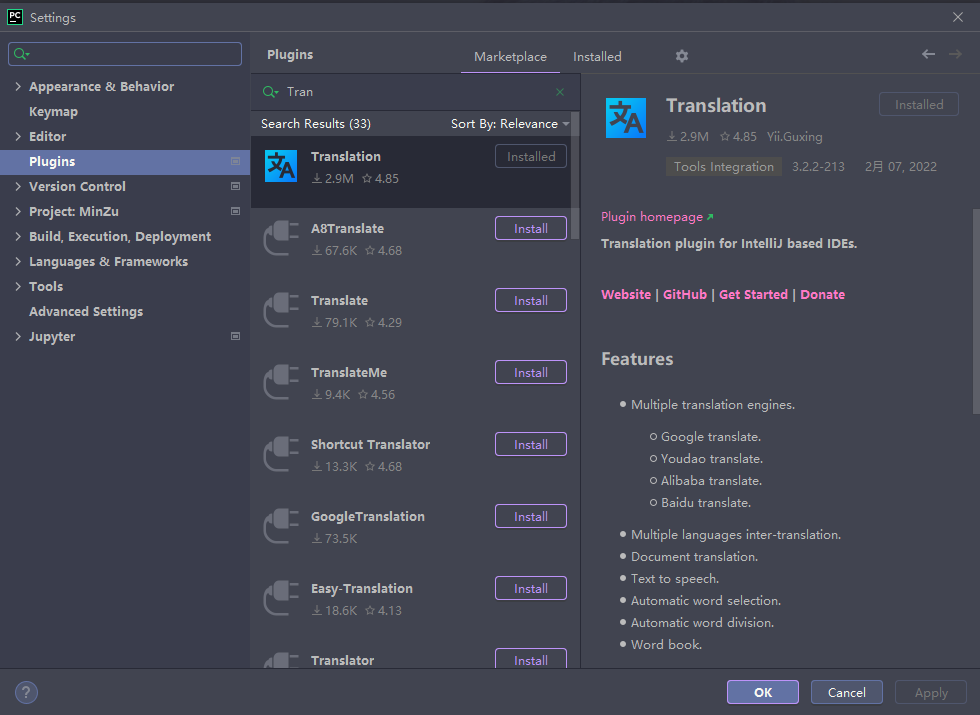 PC
Settings
Appearance & Behavior
Keymap
Editor
Plugins
Version Control
Project: MinZu
Build, Execution, Deployment
Languages & Frameworks
Tools
Advanced Settings
Jupyter
Plugins
Marketplace
Installed
Tran
Search Results (33)
Sort By: Relevance
文A
Translation
Installed
2.9M
4.85
A8Translate
Install
67.6K
4.68
Translate
Install
79.1K
4.29
TranslateMe
Install
9.4K
4.56
Shortcut Translator
Install
13.3K
4.68
GoogleTranslation
Install
73.5K
Easy-Translation
Install
18.6K
4.13
Translator
Install
文A
Translation
Installed
2.9M
4.85
Yii.Guxing
Tools Integration
3.2.2-213
2月 07, 2022
Plugin homepage
Translation plugin for IntelliJ based IDEs.
Website | GitHub | Get Started | Donate
Features
Multiple translation engines.
Google translate.
Youdao translate.
Alibaba translate.
Baidu translate.
Multiple languages inter-translation.
Document translation.
Text to speech.
Automatic word selection.
Automatic word division.
Word book.
?
OK
Cancel
Apply